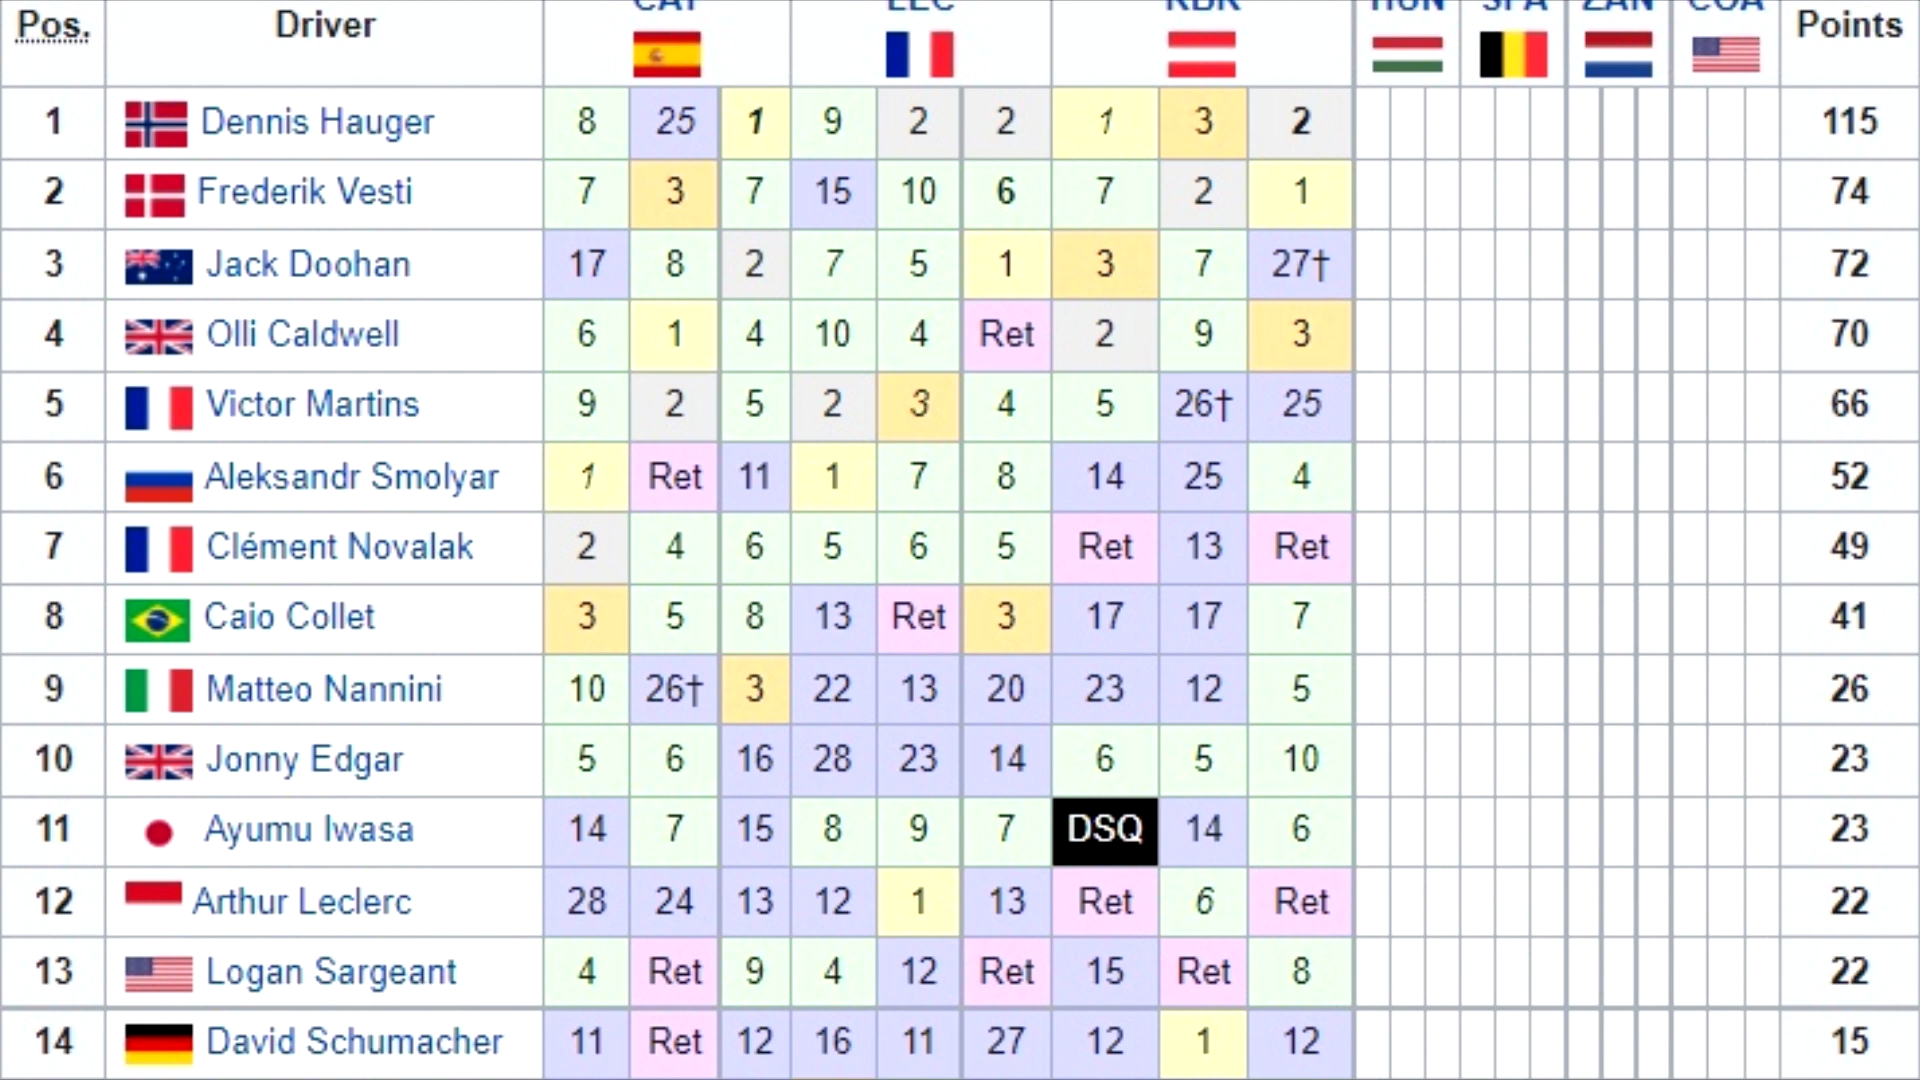 Pos. Driver CAT LEC RBR HUN SPA ZAN COA Points
1 Dennis Hauger 8 25 1 9 2 2 1 3 2 115
2 Frederik Vesti 7 3 7 15 10 6 7 2 1 74
3 Jack Doohan 17 8 2 7 5 1 3 7 27† 72
4 Olli Caldwell 6 1 4 10 4 Ret 2 9 3 70
5 Victor Martins 9 2 5 2 3 4 5 26† 25 66
6 Aleksandr Smolyar 1 Ret 11 1 7 8 14 25 4 52
7 Clément Novalak 2 4 6 5 6 5 Ret 13 Ret 49
8 Caio Collet 3 5 8 13 Ret 3 17 17 7 41
9 Matteo Nannini 10 26† 3 22 13 20 23 12 5 26
10 Jonny Edgar 5 6 16 28 23 14 6 5 10 23
11 Ayumu Iwasa 14 7 15 8 9 7 DSQ 14 6 23
12 Arthur Leclerc 28 24 13 12 1 13 Ret 6 Ret 22
13 Logan Sargeant 4 Ret 9 4 12 Ret 15 Ret 8 22
14 David Schumacher 11 Ret 12 16 11 27 12 1 12 15